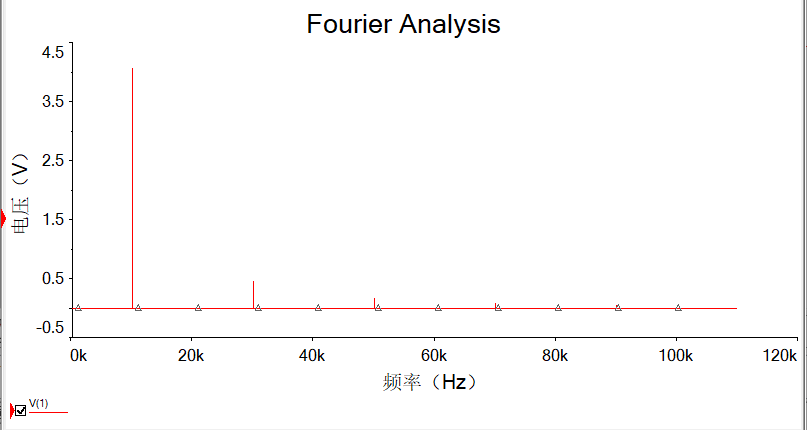 Fourier Analysis
4.5
3.5
2.5
1.5
0.5
-0.5
电压（V）
0k 20k 40k 60k 80k 100k 120k
频率（Hz）
V(1)